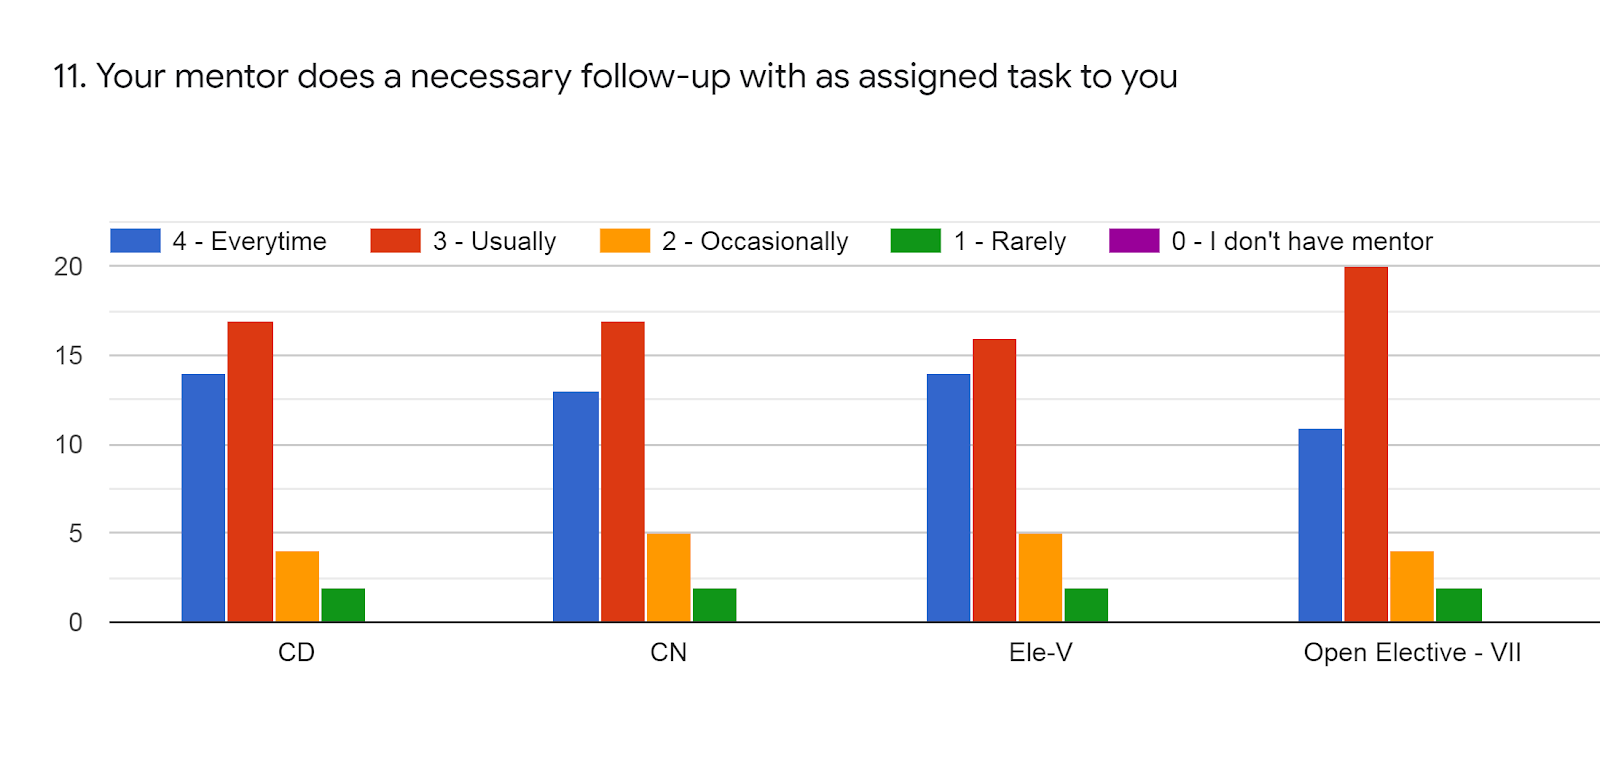 11. Your mentor does a necessary follow-up with as assigned task to you
4 - Everytime 3 - Usually 2 - Occasionally 1 - Rarely 0 - I don't have mentor
20
15
10
5
0
CD CN Ele-V Open Elective - VII